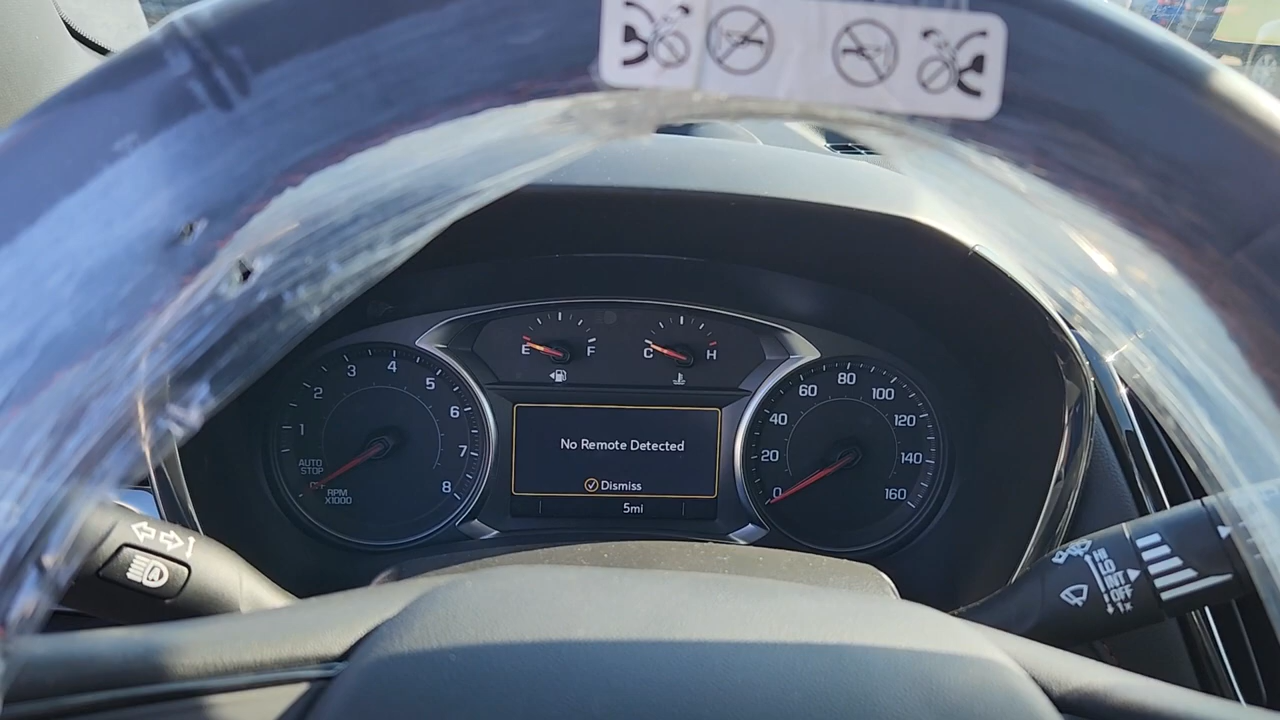 E F
C H
1 2 3 4 5 6 7 8
AUTO
STOP
OFF
RPM
X1000
No Remote Detected
Dismiss
5mi
0 20 40 60 80 100 120 140 160
LO
INT
OFF
1x